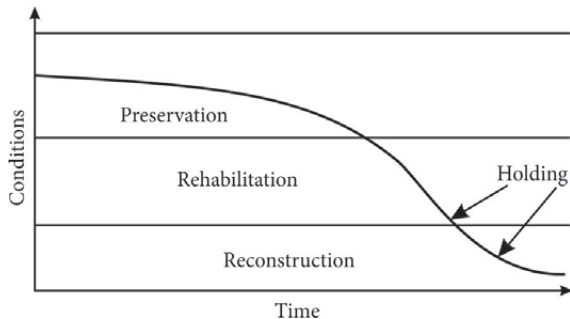 Conditions
Preservation
Rehabilitation
Holding
Reconstruction
Time